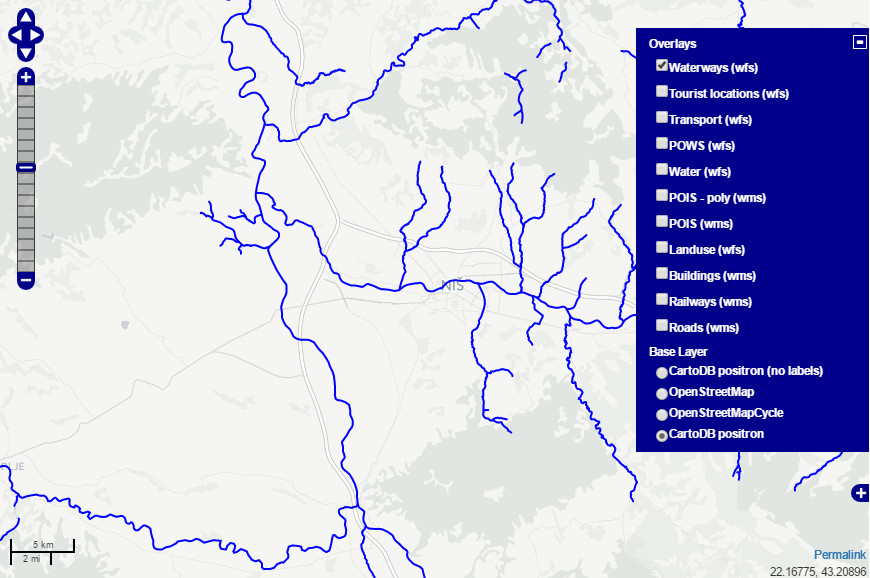 Overlays
Waterways (wfs)
Tourist locations (wfs)
Transport (wfs)
POWS (wfs)
Water (wfs)
POIS - poly (wms)
POIS (wms)
Landuse (wfs)
Buildings (wms)
Railways (wms)
Roads (wms)
Base Layer
CartoDB positron (no labels)
OpenStreetMap
OpenStreetMapCycle
CartoDB positron
NIŠ
5 km
2 mi
Permalink
22.16775, 43.20896